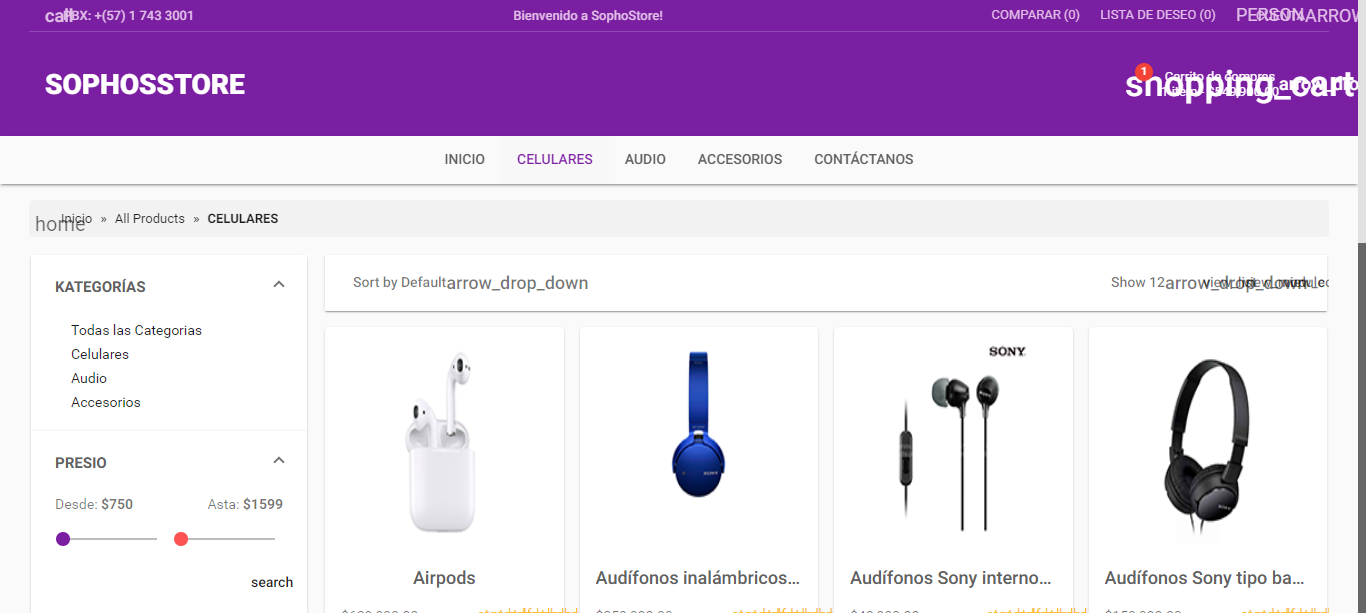 call PBX: +(57) 1 743 3001
Bienvenido a SophoStore!
COMPARAR (0) LISTA DE DESEO (0) PERSON CUENTA ARROW
SOPHOSSTORE
1
shopping_cart
Carrito de compras
INICIO CELULARES AUDIO ACCESORIOS CONTÁCTANOS
home Inicio » All Products » CELULARES
KATEGORÍAS
Todas las Categorias
Celulares
Audio
Accesorios
PRESIO
Desde: $750 Asta: $1599
search
Sort by Default arrow_drop_down
Show 12 arrow_drop_down
SONY
SONY
SONY
Airpods
Audífonos inalámbricos...
Audífonos Sony interno...
Audífonos Sony tipo ba...